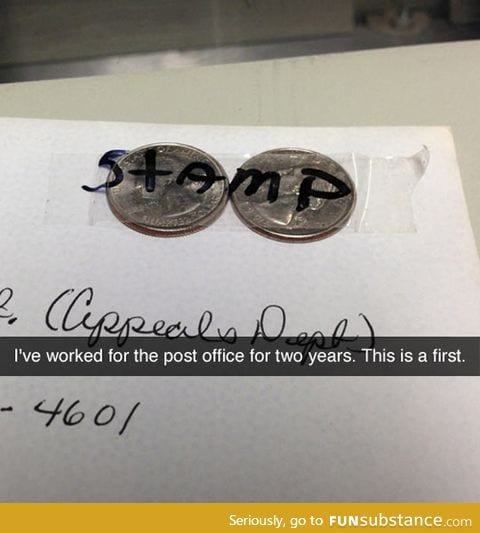 STAMP
(Appeals Dept.)
I've worked for the post office for two years. This is a first.
- 4601
Seriously, go to FUNsubstance.com